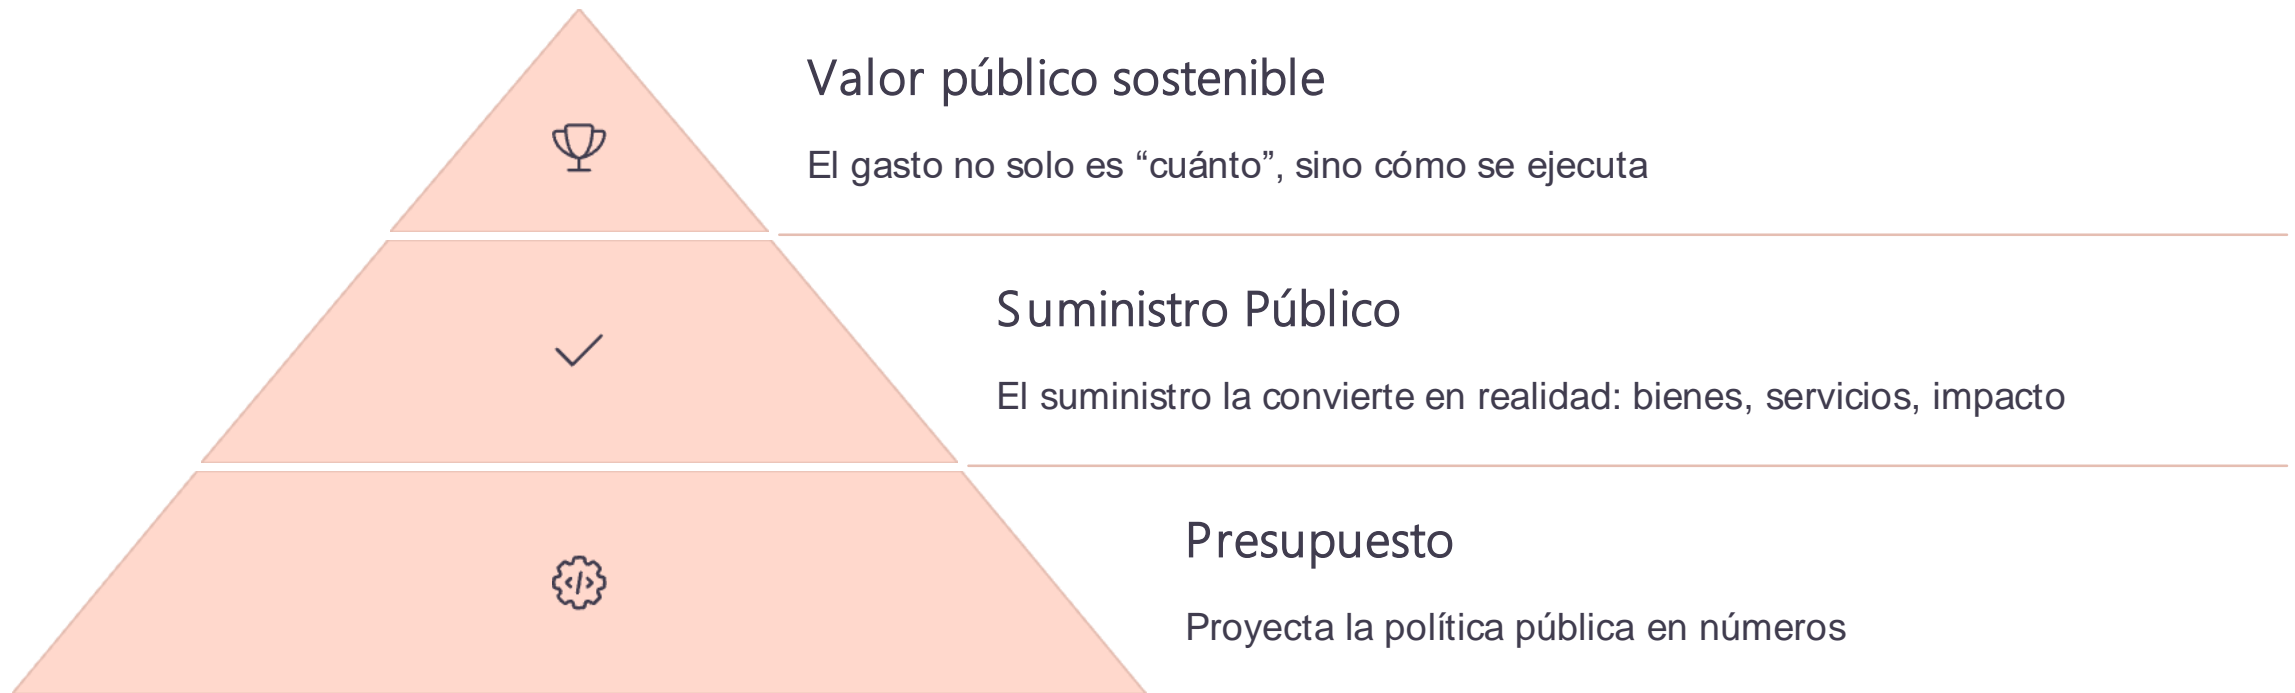 Valor público sostenible
El gasto no solo es “cuánto”, sino cómo se ejecuta
Suministro Público
El suministro la convierte en realidad: bienes, servicios, impacto
Presupuesto
Proyecta la política pública en números